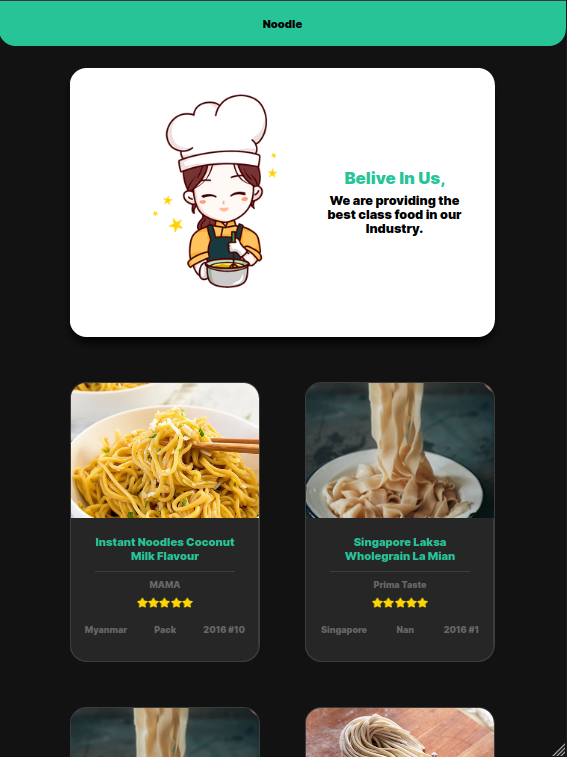 Noodle
Belive In Us,
We are providing the
best class food in our
Industry.
Instant Noodles Coconut
Milk Flavour
MAMA
Myanmar Pack 2016 #10
Singapore Laksa
Wholegrain La Mian
Prima Taste
Singapore Nan 2016 #1